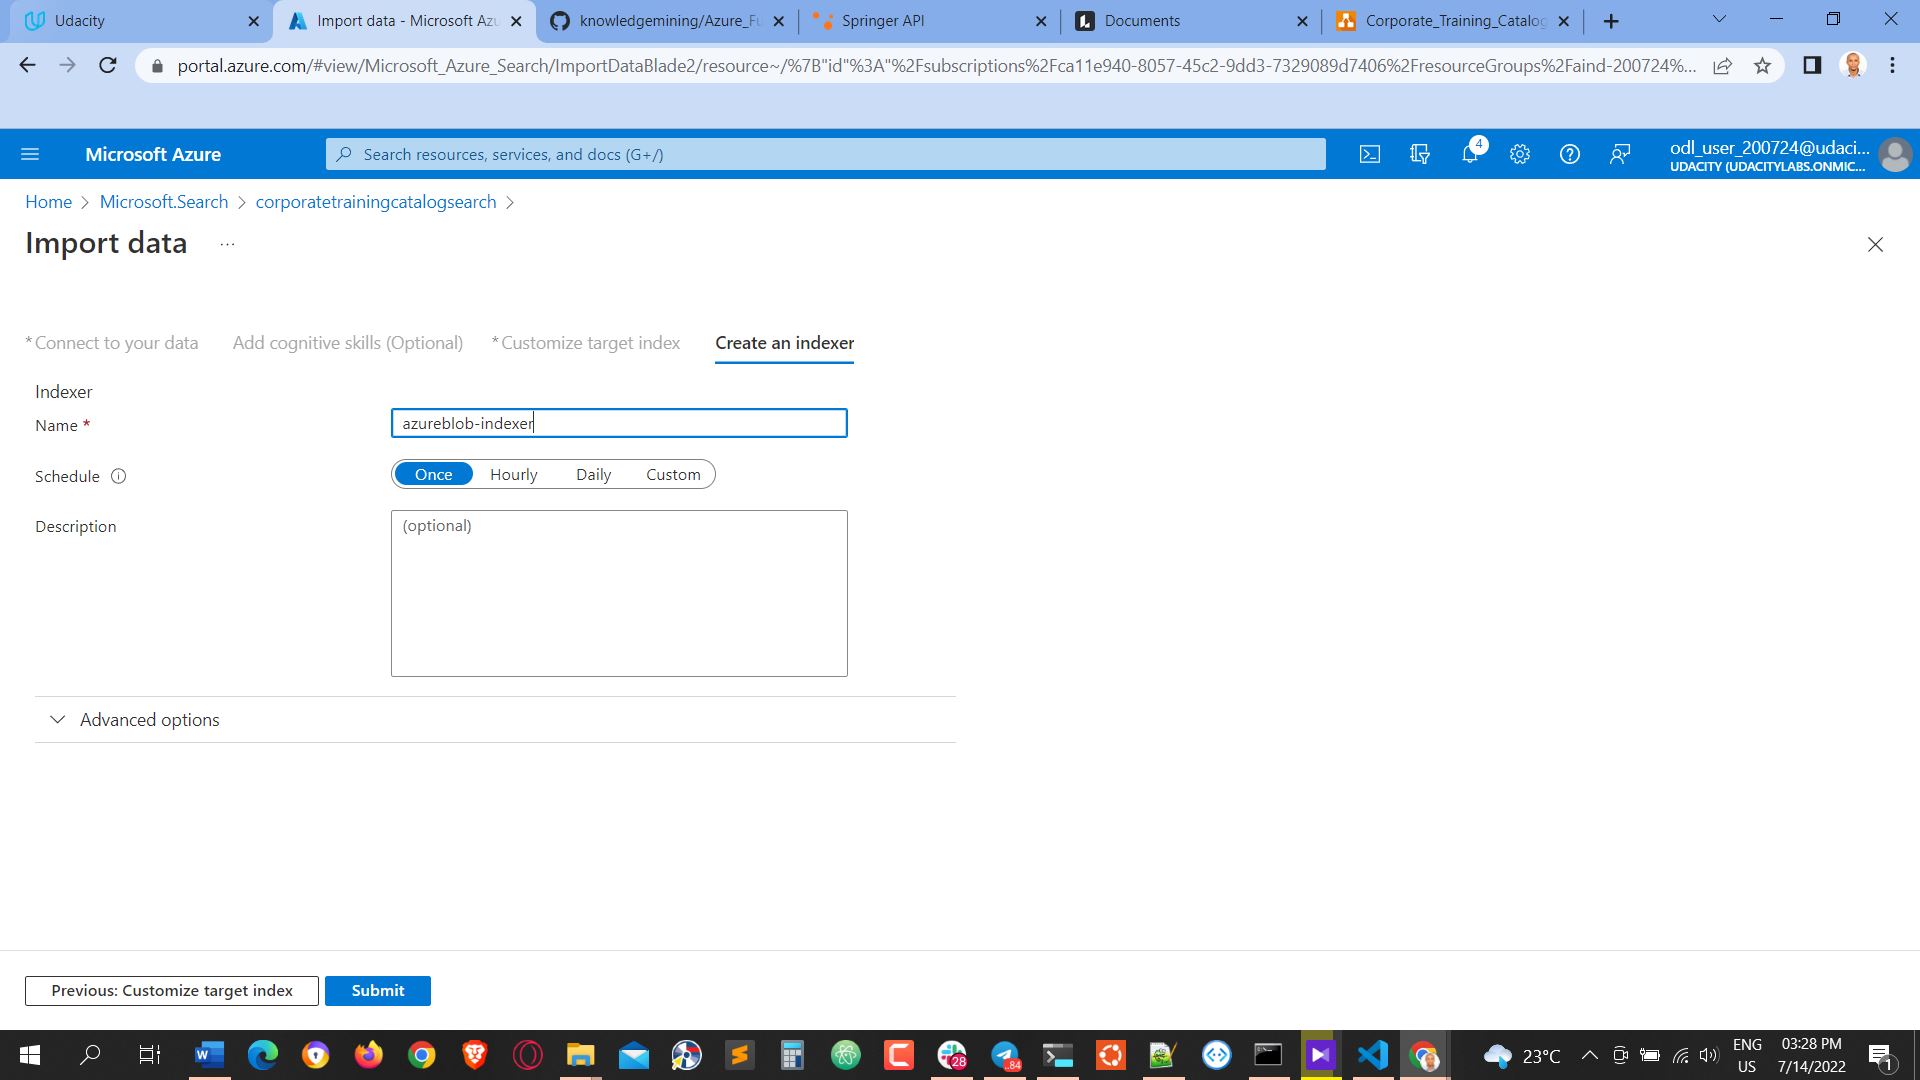 Udacity
Import data - Microsoft Azu
knowledgemining/Azure_Fu
Springer API
Documents
Corporate_Training_Catalog
portal.azure.com/#view/Microsoft_Azure_Search/ImportDataBlade2/resource~/%7B"id"%3A"%2Fsubscriptions%2Fca11e940-8057-45c2-9dd3-7329089d7406%2FresourceGroups%2Faind-200724%...
Microsoft Azure
Search resources, services, and docs (G+/)
4
odl_user_200724@udaci...
UDACITY (UDACITYLABS.ONMIC...
Home > Microsoft.Search > corporatetrainingcatalogsearch >
Import data ...
*Connect to your data
Add cognitive skills (Optional)
*Customize target index
Create an indexer
Indexer
Name *
azureblob-indexer
Schedule
Once
Hourly
Daily
Custom
Description
(optional)
Advanced options
Previous: Customize target index
Submit
28
84
23°C
ENG
US
03:28 PM
7/14/2022
1